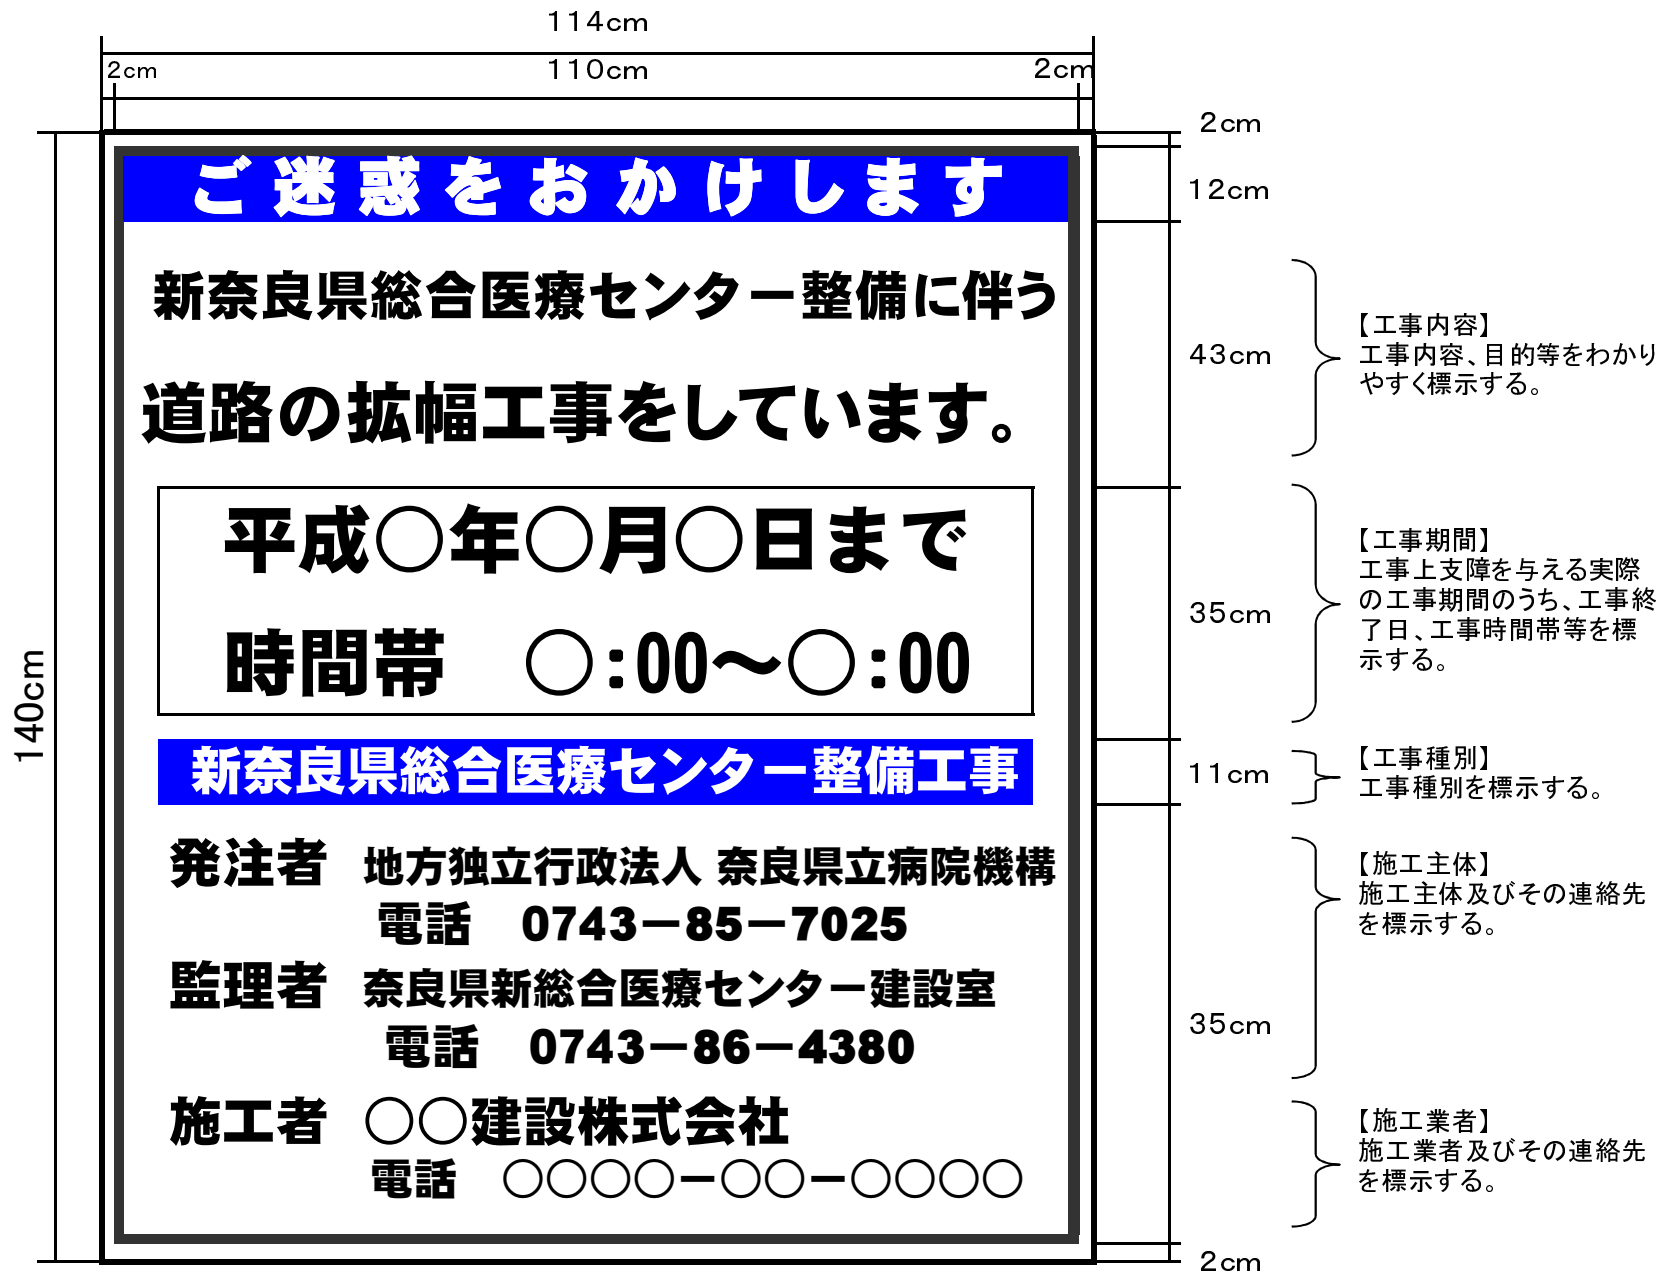 114cm
2cm
110cm
2cm
2cm
ご迷惑をおかけします
12cm
新奈良県総合医療センター整備に伴う
道路の拡幅工事をしています。
43cm
【工事内容】
工事内容、目的等をわかり
やすく標示する。
平成○年○月○日まで
時間帯　○:00～○:00
35cm
【工事期間】
工事上支障を与える実際
の工事期間のうち、工事終
了日、工事時間帯等を標
示する。
140cm
新奈良県総合医療センター整備工事
11cm
【工事種別】
工事種別を標示する。
発注者　地方独立行政法人 奈良県立病院機構
電話　0743－85－7025
監理者　奈良県新総合医療センター建設室
電話　0743－86－4380
35cm
【施工主体】
施工主体及びその連絡先
を標示する。
施工者　○○建設株式会社
電話　○○○○－○○－○○○○
【施工業者】
施工業者及びその連絡先
を標示する。
2cm